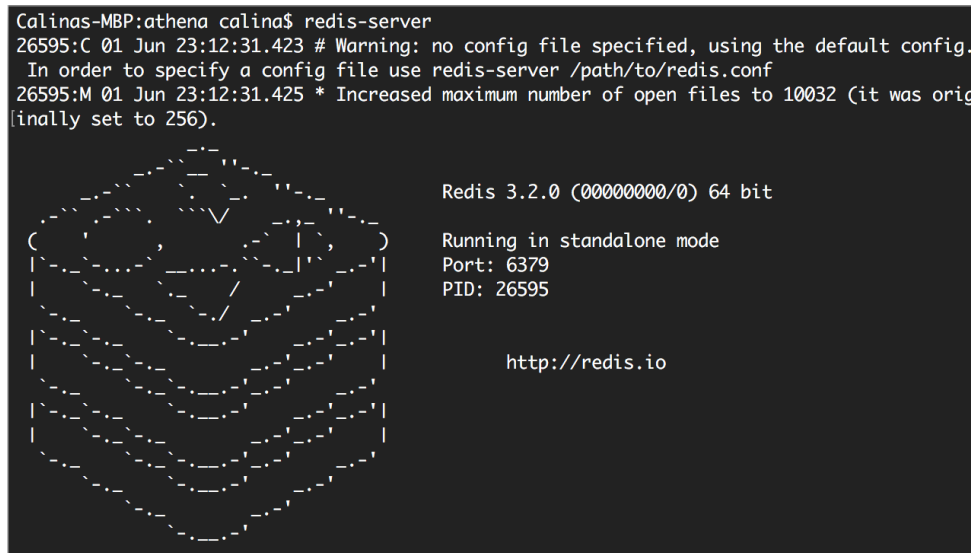 Calinas-MBP:athena calina$ redis-server
26595:C 01 Jun 23:12:31.423 # Warning: no config file specified, using the default config.
 In order to specify a config file use redis-server /path/to/redis.conf
26595:M 01 Jun 23:12:31.425 * Increased maximum number of open files to 10032 (it was orig
[inally set to 256).
Redis 3.2.0 (00000000/0) 64 bit
Running in standalone mode
Port: 6379
PID: 26595
http://redis.io